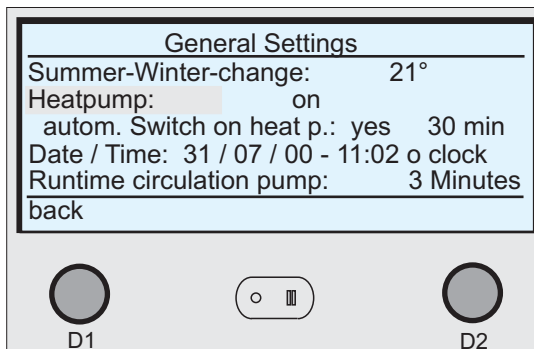 General Settings
Summer-Winter-change: 21°
Heatpump: on
autom. Switch on heat p.: yes 30 min
Date / Time: 31 / 07 / 00 - 11:02 o clock
Runtime circulation pump: 3 Minutes
back
D1 D2